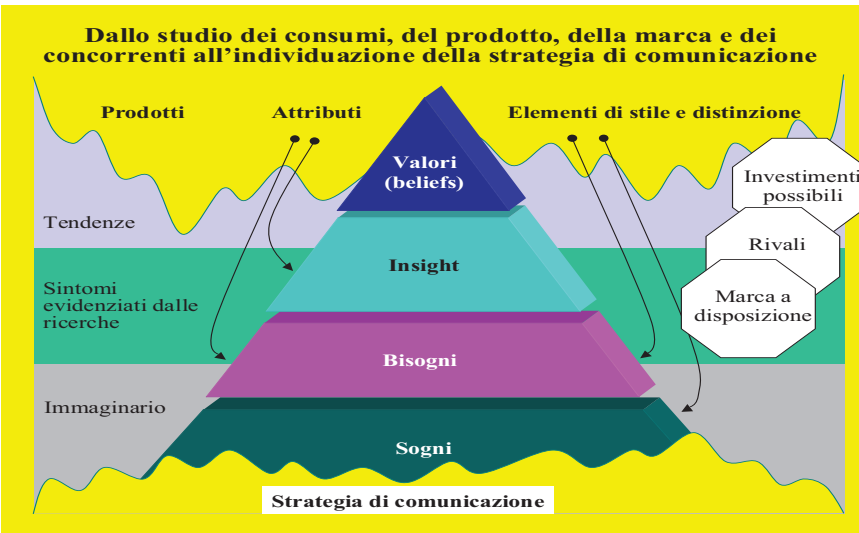 Dallo studio dei consumi, del prodotto, della marca e dei
concorrenti all'individuazione della strategia di comunicazione
Prodotti
Attributi
Elementi di stile e distinzione
Valori
(beliefs)
Investimenti
possibili
Tendenze
Rivali
Insight
Sintomi
evidenziati dalle
ricerche
Marca a
disposizione
Bisogni
Immaginario
Sogni
Strategia di comunicazione